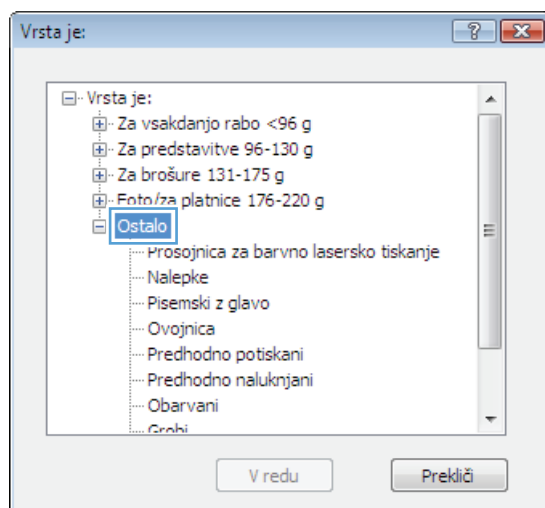 Vrsta je:
Vrsta je:
Za vsakdanjo rabo <96 g
Za predstavitve 96-130 g
Za brošure 131-175 g
Foto/za platnice 176-220 g
Ostalo
Prosojnica za barvno lasersko tiskanje
Nalepke
Pisemski z glavo
Ovojnica
Predhodno potiskani
Predhodno naluknjani
Obarvani
Grobi
V redu Prekliči